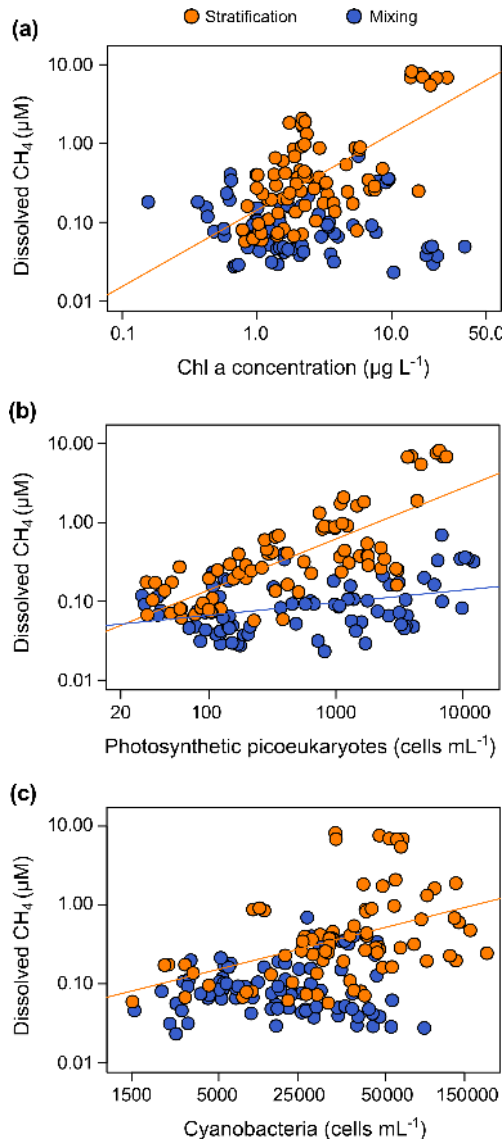 Stratification Mixing
(a)
10.00
1.00
0.10
0.01
Dissolved CH₄ (µM)
0.1 1.0 10.0 50.0
Chl a concentration (µg L⁻¹)
(b)
10.00
1.00
0.10
0.01
Dissolved CH₄ (µM)
20 100 1000 10000
Photosynthetic picoeukaryotes (cells mL⁻¹)
(c)
10.00
1.00
0.10
0.01
Dissolved CH₄ (µM)
1500 5000 25000 50000 150000
Cyanobacteria (cells mL⁻¹)